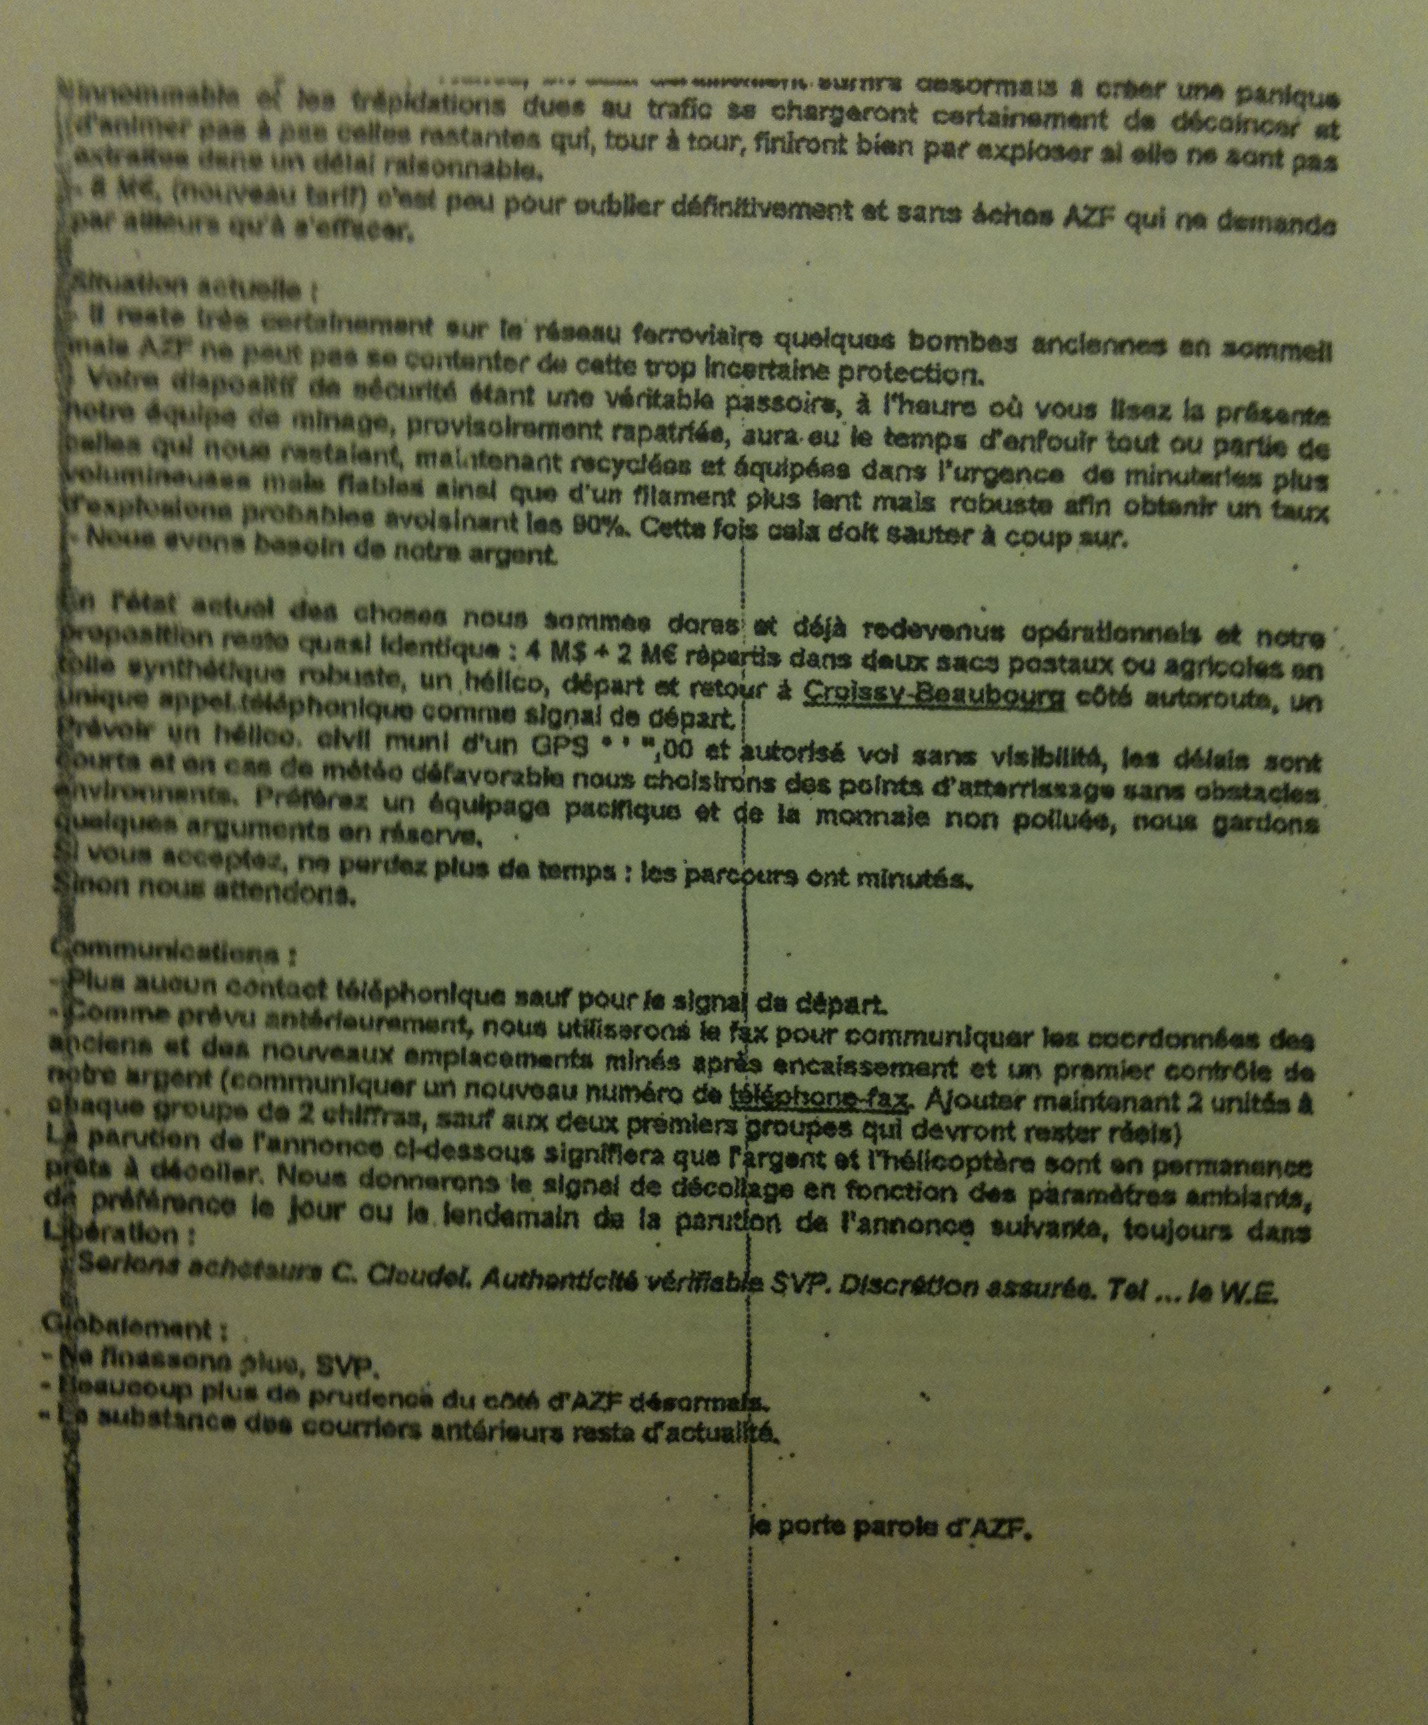 suffira désormais à créer une panique
innommable et les trépidations dues au trafic se chargeront certainement de décoincer et
d'animer pas à pas celles restantes qui, tour à tour, finiront bien par exploser si elle ne sont pas
extraites dans un délai raisonnable.
- 8 M€, (nouveau tarif) c'est peu pour oublier définitivement et sans échos AZF qui ne demande
par ailleurs qu'à s'effacer.
Situation actuelle :
- Il reste très certainement sur le réseau ferroviaire quelques bombes anciennes en sommeil
mais AZF ne peut pas se contenter de cette trop incertaine protection.
- Votre dispositif de sécurité étant une véritable passoire, à l'heure où vous lisez la présente
notre équipe de minage, provisoirement rapatriée, aura eu le temps d'enfouir tout ou partie de
celles qui nous restaient, maintenant recyclées et équipées dans l'urgence de minuteries plus
volumineuses mais fiables ainsi que d'un filament plus lent mais robuste afin obtenir un taux
d'explosions probables avoisinant les 90%. Cette fois cela doit sauter à coup sur.
- Nous avons besoin de notre argent.
En l'état actuel des choses nous sommes dores et déjà redevenus opérationnels et notre
proposition reste quasi identique : 4 M$ + 2 M€ répartis dans deux sacs postaux ou agricoles en
toile synthétique robuste, un hélico, départ et retour à Croissy-Beaubourg côté autoroute, un
unique appel téléphonique comme signal de départ.
Prévoir un hélico. civil muni d'un GPS ° ' ",00 et autorisé vol sans visibilité, les délais sont
courts et en cas de météo défavorable nous choisirons des points d'atterrissage sans obstacles
environnants. Préférez un équipage pacifique et de la monnaie non polluée, nous gardons
quelques arguments en réserve.
Si vous acceptez, ne perdez plus de temps : les parcours ont minutés.
Sinon nous attendons.
Communications :
- Plus aucun contact téléphonique sauf pour le signal de départ.
- Comme prévu antérieurement, nous utiliserons le fax pour communiquer les coordonnées des
anciens et des nouveaux emplacements minés après encaissement et un premier contrôle de
notre argent (communiquer un nouveau numéro de téléphone-fax. Ajouter maintenant 2 unités à
chaque groupe de 2 chiffres, sauf aux deux premiers groupes qui devront rester réels)
La parution de l'annonce ci-dessous signifiera que l'argent et l'hélicoptère sont en permanence
prêts à décoller. Nous donnerons le signal de décollage en fonction des paramètres ambiants,
de préférence le jour ou le lendemain de la parution de l'annonce suivante, toujours dans
Libération :
Serions acheteurs C. Claudel. Authenticité vérifiable SVP. Discrétion assurée. Tel ... le W.E.
Globalement :
- Ne finassons plus, SVP.
- Beaucoup plus de prudence du côté d'AZF désormais.
- La substance des courriers antérieurs reste d'actualité.
le porte parole d'AZF.